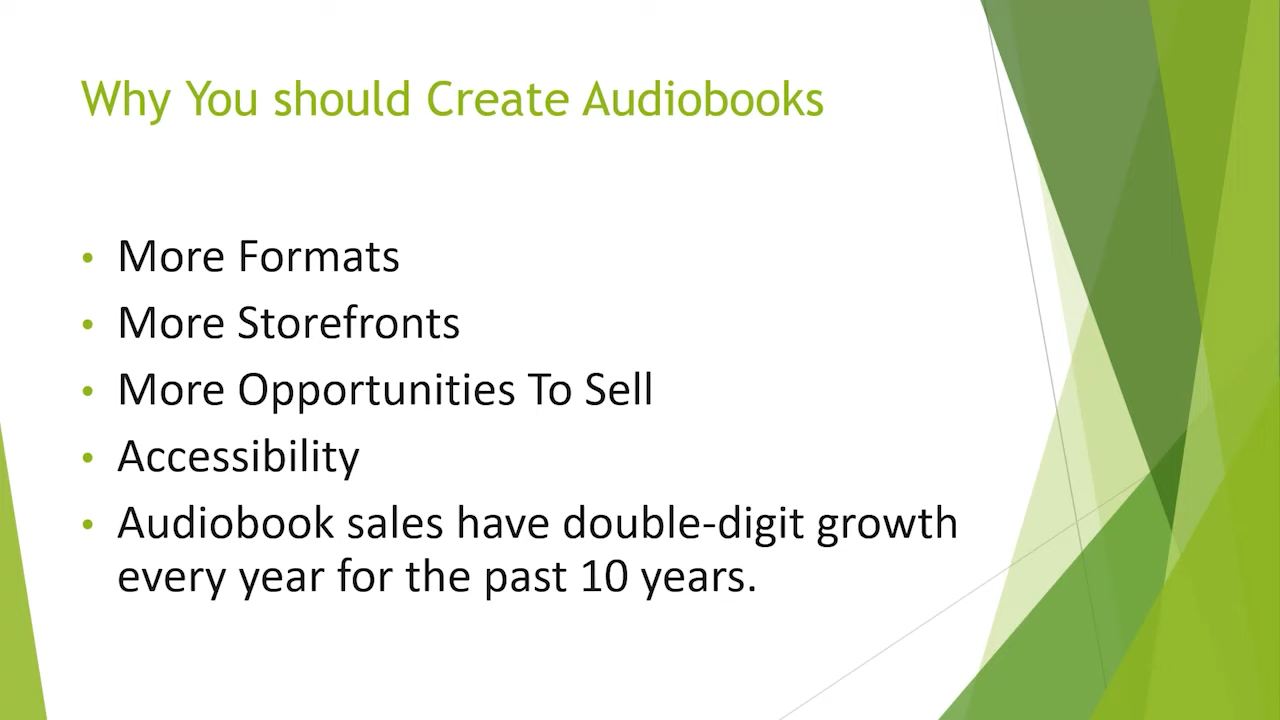 Why You should Create Audiobooks
• More Formats
• More Storefronts
• More Opportunities To Sell
• Accessibility
• Audiobook sales have double-digit growth
every year for the past 10 years.